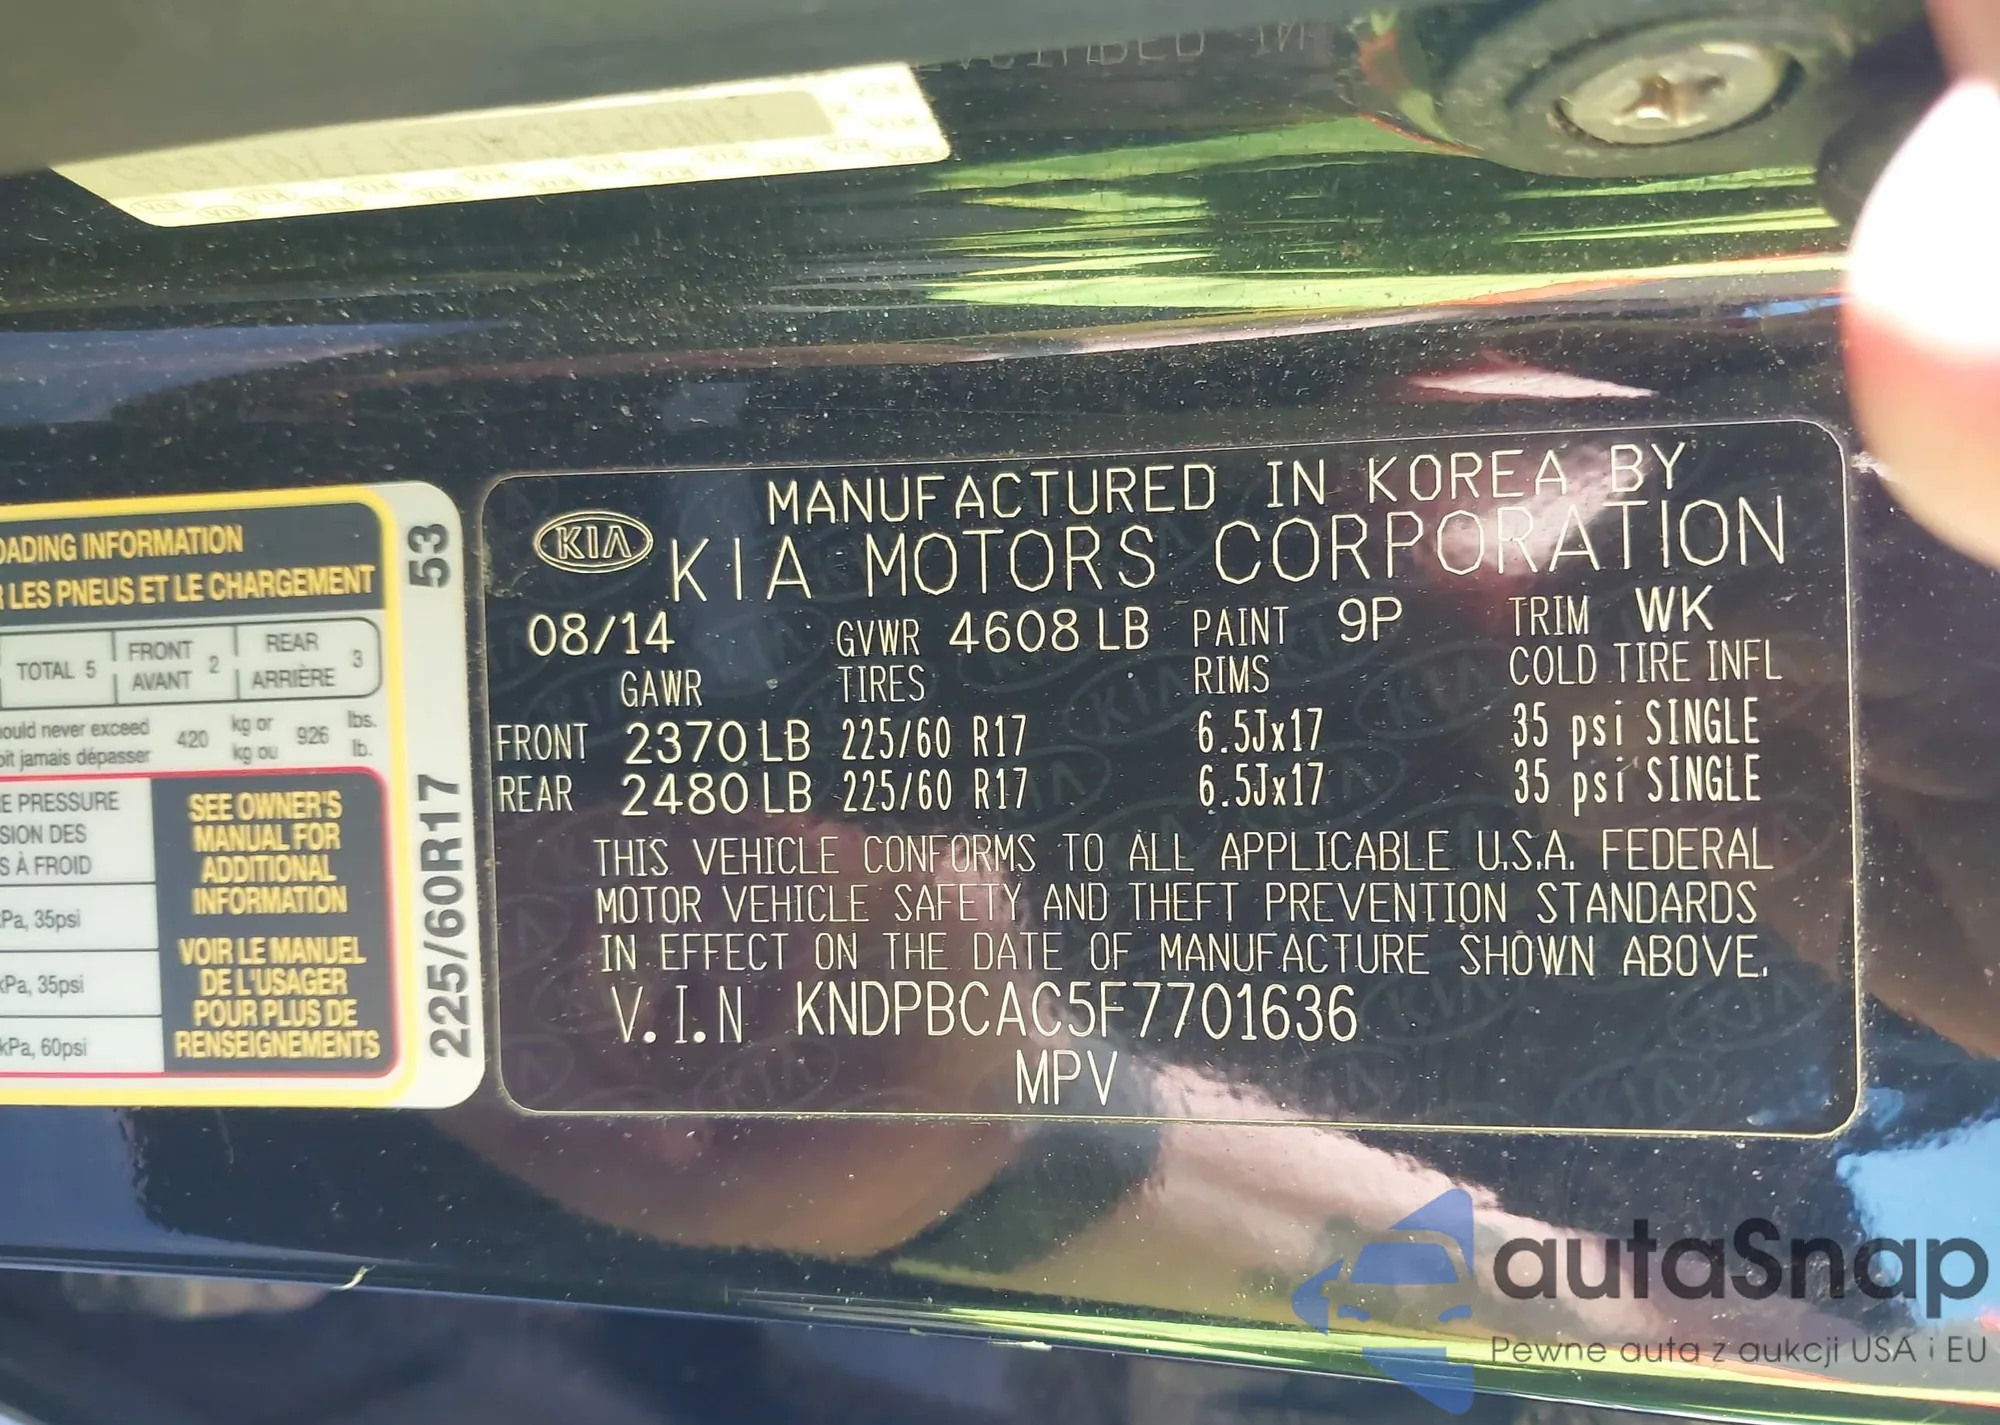 OADING INFORMATION
R LES PNEUS ET LE CHARGEMENT
TOTAL 5
FRONT
AVANT
2
REAR
ARRIÈRE
3
ould never exceed
oit jamais dépasser
420
kg or
kg ou
926
lbs.
lb.
E PRESSURE
SION DES
S À FROID
kPa, 35psi
kPa, 35psi
kPa, 60psi
SEE OWNER'S
MANUAL FOR
ADDITIONAL
INFORMATION
VOIR LE MANUEL
DE L'USAGER
POUR PLUS DE
RENSEIGNEMENTS
53
225/60R17
KIA
MANUFACTURED IN KOREA BY
KIA MOTORS CORPORATION
08/14 GVWR 4608 LB PAINT 9P TRIM WK
GAWR TIRES RIMS COLD TIRE INFL
FRONT 2370 LB 225/60 R17 6.5Jx17 35 psi SINGLE
REAR 2480 LB 225/60 R17 6.5Jx17 35 psi SINGLE
THIS VEHICLE CONFORMS TO ALL APPLICABLE U.S.A. FEDERAL
MOTOR VEHICLE SAFETY AND THEFT PREVENTION STANDARDS
IN EFFECT ON THE DATE OF MANUFACTURE SHOWN ABOVE.
V.I.N KNDPBCAC5F7701636
MPV
autaSnap
Pewne auta z aukcji USA i EU